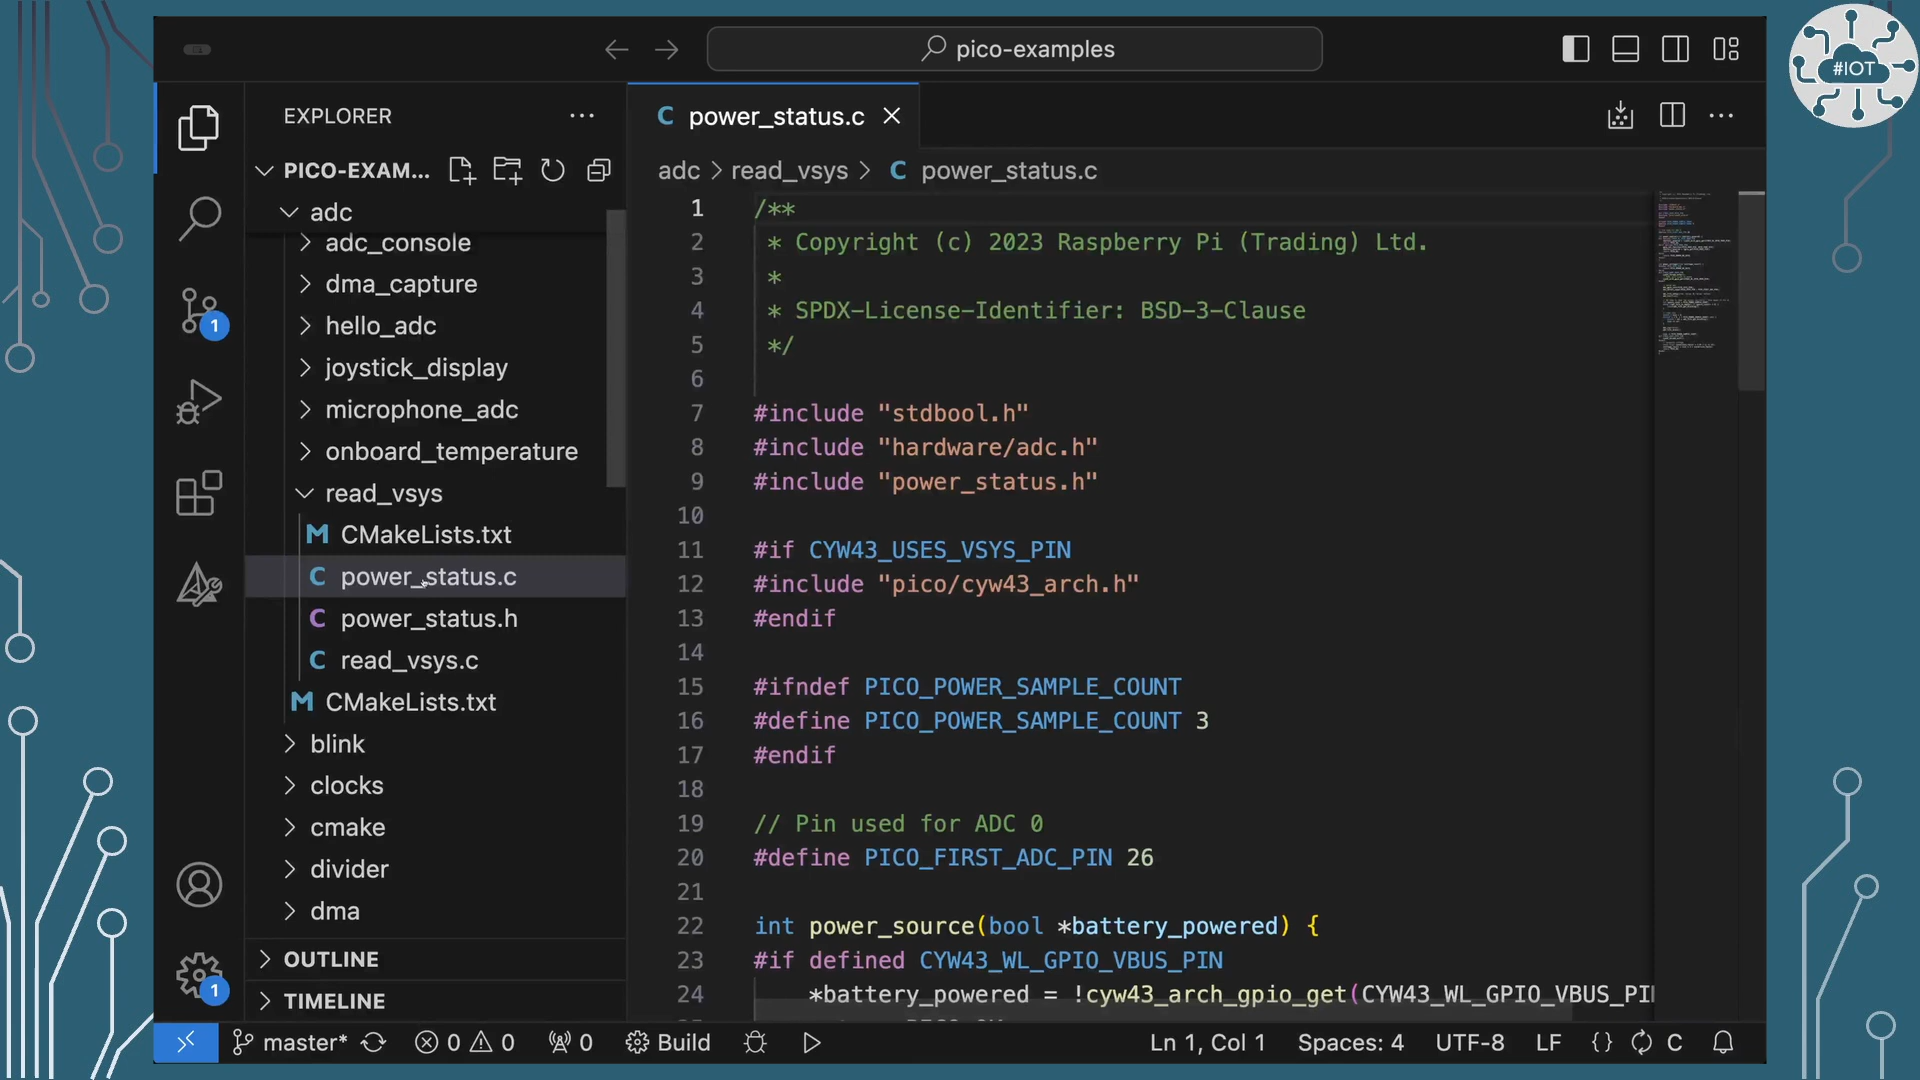 pico-examples
#IOT
EXPLORER
PICO-EXAM...
adc
adc_console
dma_capture
hello_adc
joystick_display
microphone_adc
onboard_temperature
read_vsys
M CMakeLists.txt
C power_status.c
C power_status.h
C read_vsys.c
M CMakeLists.txt
blink
clocks
cmake
divider
dma
OUTLINE
TIMELINE
1
1
C power_status.c
adc > read_vsys > C power_status.c
1 /**
2 * Copyright (c) 2023 Raspberry Pi (Trading) Ltd.
3 *
4 * SPDX-License-Identifier: BSD-3-Clause
5 */
6
7 #include "stdbool.h"
8 #include "hardware/adc.h"
9 #include "power_status.h"
10
11 #if CYW43_USES_VSYS_PIN
12 #include "pico/cyw43_arch.h"
13 #endif
14
15 #ifndef PICO_POWER_SAMPLE_COUNT
16 #define PICO_POWER_SAMPLE_COUNT 3
17 #endif
18
19 // Pin used for ADC 0
20 #define PICO_FIRST_ADC_PIN 26
21
22 int power_source(bool *battery_powered) {
23 #if defined CYW43_WL_GPIO_VBUS_PIN
24 *battery_powered = !cyw43_arch_gpio_get(CYW43_WL_GPIO_VBUS_PI
master* 0 0 0 Build Ln 1, Col 1 Spaces: 4 UTF-8 LF {} C